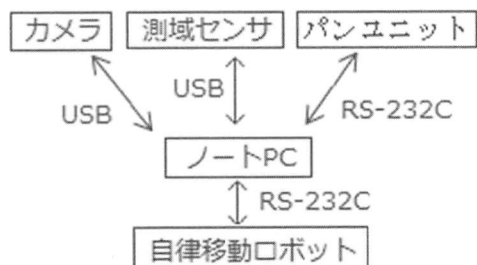 カメラ
測域センサ
パンユニット
USB
USB
RS-232C
ノートPC
RS-232C
自律移動ロボット